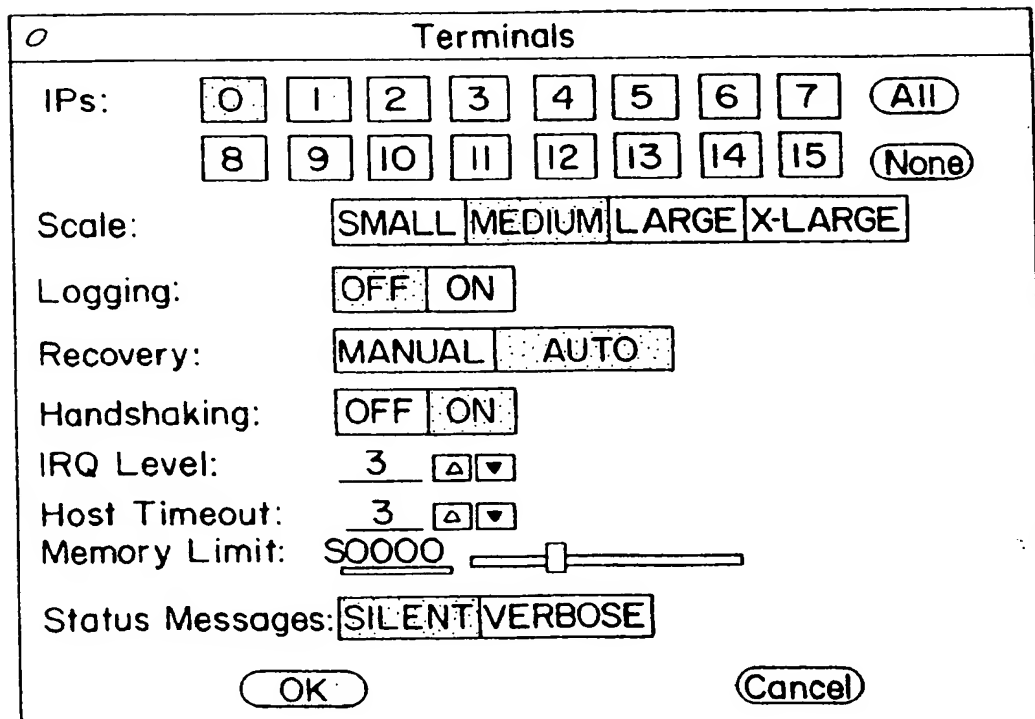 Terminals
IPs: 0 1 2 3 4 5 6 7 All
8 9 10 11 12 13 14 15 None
Scale: SMALL MEDIUM LARGE X-LARGE
Logging: OFF ON
Recovery: MANUAL AUTO
Handshaking: OFF ON
IRQ Level: 3
Host Timeout: 3
Memory Limit: S0000
Status Messages: SILENT VERBOSE
OK Cancel